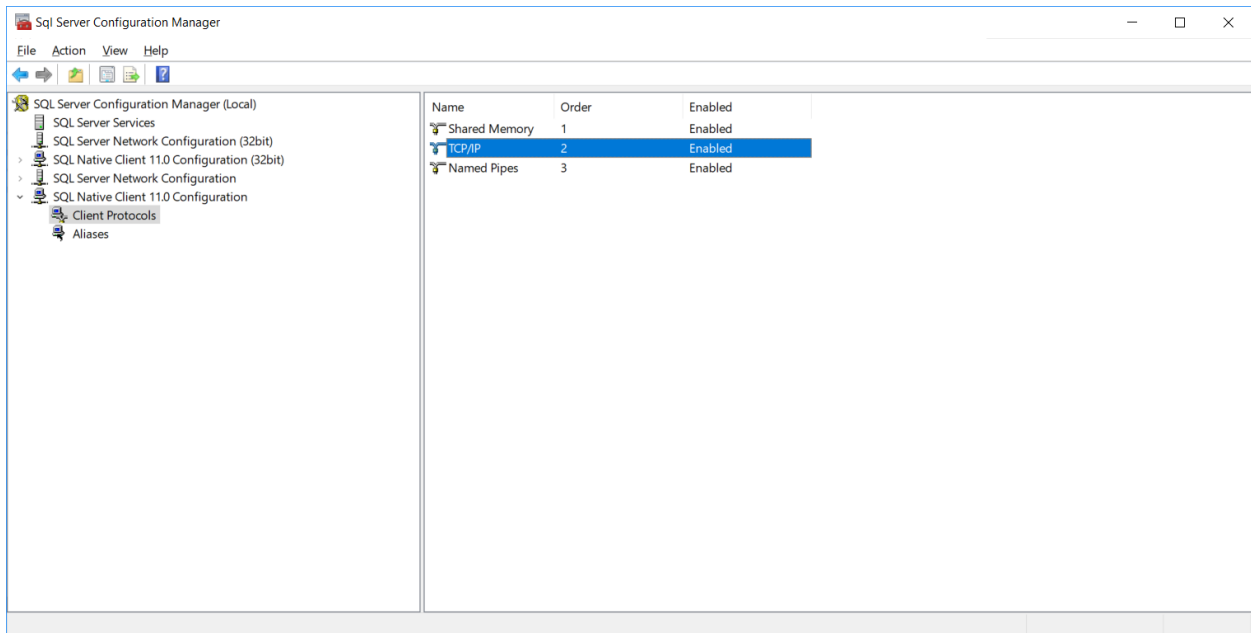 Sql Server Configuration Manager
File Action View Help
SQL Server Configuration Manager (Local)
SQL Server Services
SQL Server Network Configuration (32bit)
SQL Native Client 11.0 Configuration (32bit)
SQL Server Network Configuration
SQL Native Client 11.0 Configuration
Client Protocols
Aliases
Name Order Enabled
Shared Memory 1 Enabled
TCP/IP 2 Enabled
Named Pipes 3 Enabled